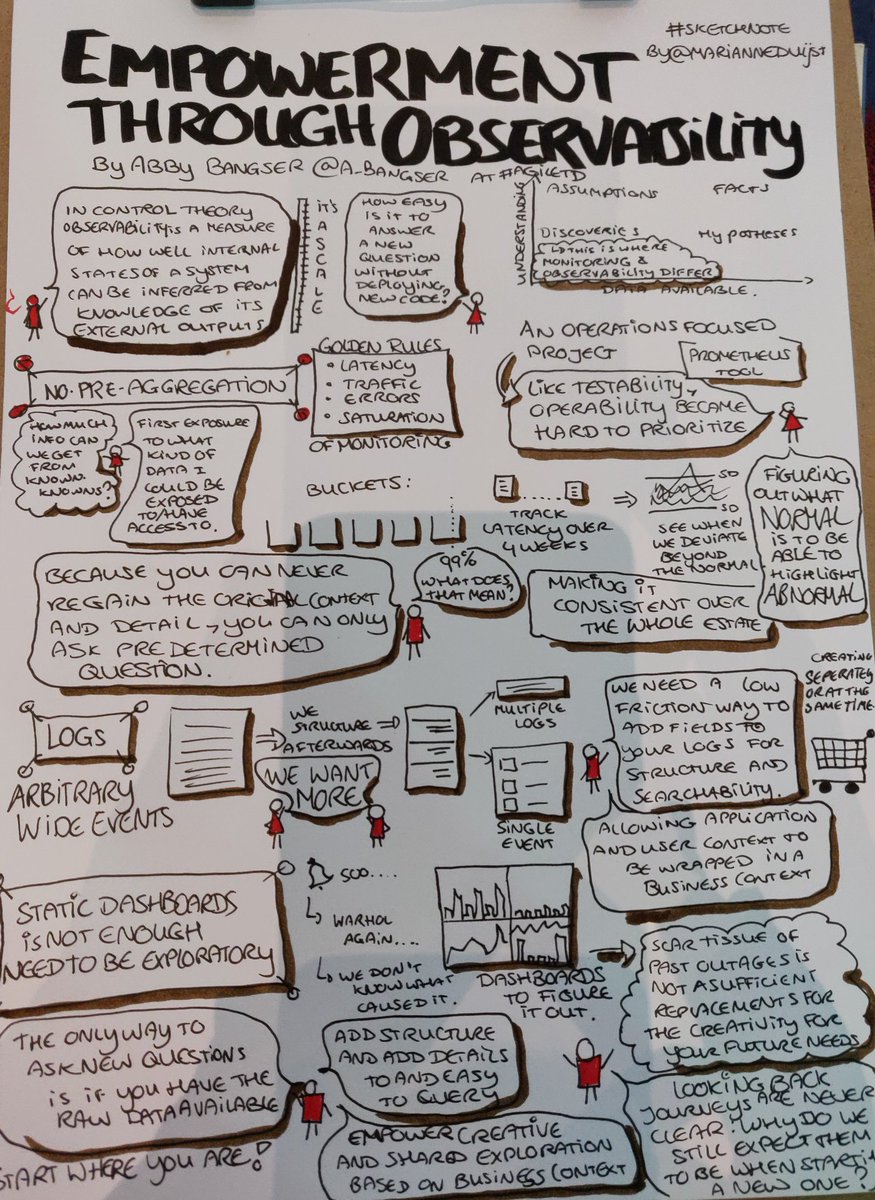 #SKETCHNOTE
BY@MARIANNEDUIJST
EMPOWERMENT
THROUGH OBSERVABILITY
BY ABBY BANGSER @A_BANGSER AT #AGILETD
IN CONTROL THEORY
OBSERVABILITY IS A MEASURE
OF HOW WELL INTERNAL
STATES OF A SYSTEM
CAN BE INFERRED FROM
KNOWLEDGE OF ITS
EXTERNAL OUTPUTS
IT'S
A
SCALE
HOW EASY
IS IT TO
ANSWER
A NEW
QUESTION
WITHOUT
DEPLOYING
NEW CODE?
UNDERSTANDING
ASSUMPTIONS FACTS
DISCOVERIES HYPOTHESES
THIS IS WHERE
MONITORING &
OBSERVABILITY DIFFER
DATA AVAILABLE.
NO PRE-AGGREGATION
GOLDEN RULES
• LATENCY
• TRAFFIC
• ERRORS
• SATURATION
OF MONITORING
AN OPERATIONS FOCUSED
PROJECT
PROMETHEUS
TOOL
LIKE TESTABILITY,
OPERABILITY BECAME
HARD TO PRIORITIZE
HOW MUCH
INFO CAN
WE GET
FROM
KNOWN
KNOWNS?
FIRST EXPOSURE
TO WHAT
KIND OF
DATA I
COULD BE
EXPOSED
TO/HAVE
ACCESS TO.
BUCKETS:
TRACK
LATENCY OVER
4 WEEKS
SO
SO
SEE WHEN
WE DEVIATE
BEYOND
THE NORMAL
FIGURING
OUT WHAT
NORMAL
IS TO BE
ABLE TO
HIGHLIGHT
ABNORMAL
BECAUSE YOU CAN NEVER
REGAIN THE ORIGINAL CONTEXT
AND DETAIL, YOU CAN ONLY
ASK PREDETERMINED
QUESTION.
99%
WHAT DOES
THAT MEAN?
MAKING IT
CONSISTENT OVER
THE WHOLE ESTATE
LOGS
ARBITRARY
WIDE EVENTS
WE
STRUCTURE
AFTERWARDS
WE WANT
MORE
MULTIPLE
LOGS
SINGLE
EVENT
WE NEED A LOW
FRICTION WAY TO
ADD FIELDS TO
YOUR LOGS FOR
STRUCTURE AND
SEARCHABILITY.
CREATING
SEPERATELY
OR AT THE
SAME TIME.
ALLOWING APPLICATION
AND USER CONTEXT TO
BE WRAPPED IN A
BUSINESS CONTEXT
STATIC DASHBOARDS
IS NOT ENOUGH
NEED TO BE EXPLORATORY
SOO....
WARHOL
AGAIN....
WE DON'T
KNOW WHAT
CAUSED IT.
DASHBOARDS
TO FIGURE
IT OUT.
SCAR TISSUE OF
PAST OUTAGES IS
NOT A SUFFICIENT
REPLACEMENTS FOR
THE CREATIVITY FOR
YOUR FUTURE NEEDS
THE ONLY WAY TO
ASK NEW QUESTIONS
IS IF YOU HAVE THE
RAW DATA AVAILABLE
ADD STRUCTURE
AND ADD DETAILS
TO AND EASY
TO QUERY
EMPOWER CREATIVE
AND SHARED EXPLORATION
BASED ON BUSINESS CONTEXT
LOOKING BACK
JOURNEYS ARE NEVER
CLEAR. WHY DO WE
STILL EXPECT THEM
TO BE WHEN STARTING
A NEW ONE?
START WHERE YOU ARE!